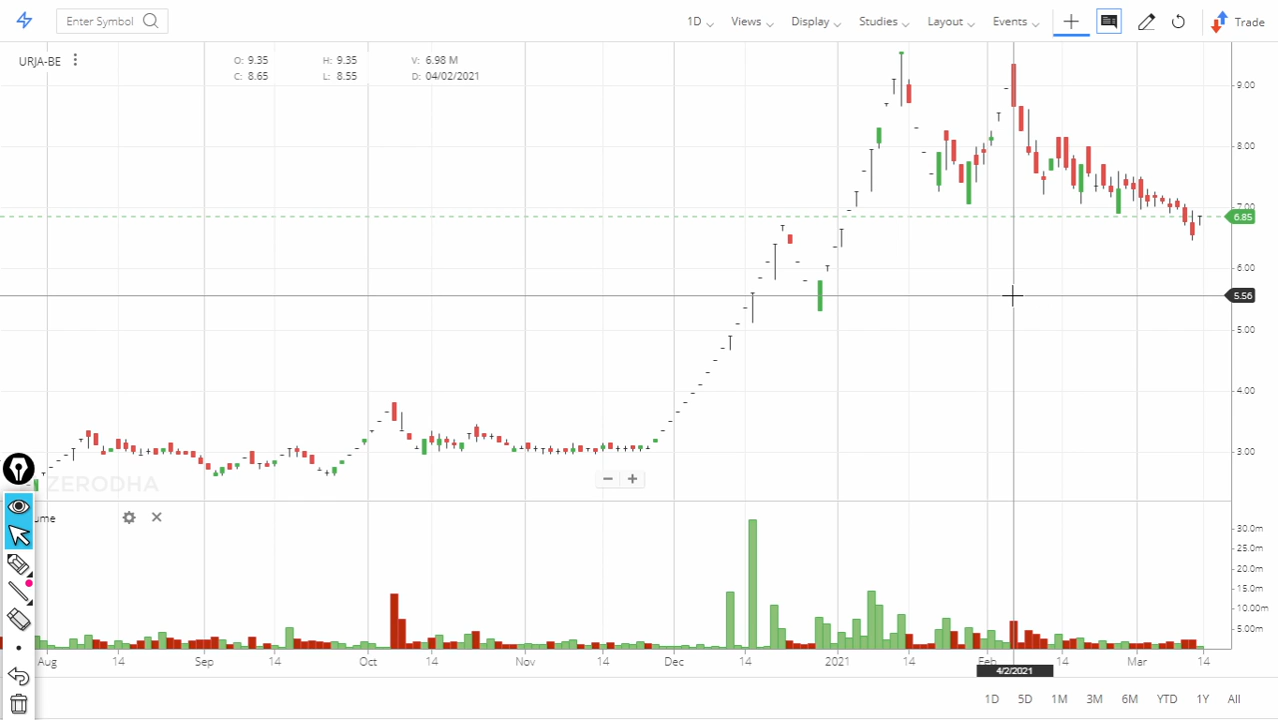 Enter Symbol 1D Views Display Studies Layout Events Trade
URJA-BE O: 9.35 H: 9.35 V: 6.98 M
C: 8.65 L: 8.55 D: 04/02/2021
9.00
8.00
7.00
6.85
6.00
5.56
5.00
4.00
3.00
ZERODHA
ume
30.0m
25.0m
20.0m
15.0m
10.00m
5.00m
Aug 14 Sep 14 Oct 14 Nov 14 Dec 14 2021 14 Feb 14 Mar 14
4/2/2021
1D 5D 1M 3M 6M YTD 1Y All